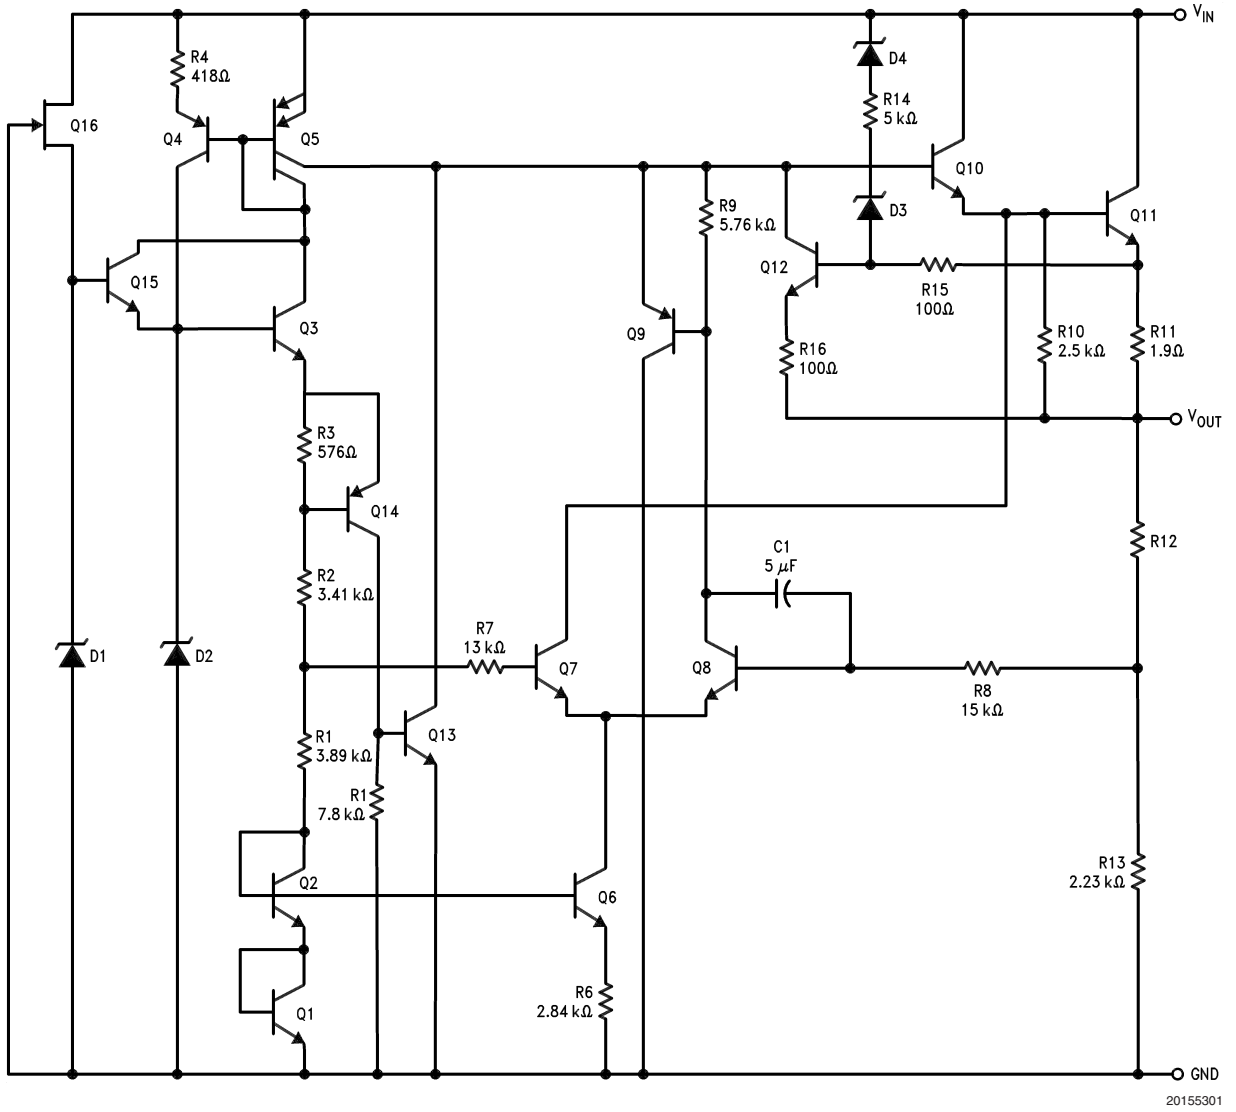 VIN
R4
418Ω
D4
R14
5 kΩ
Q16
Q4
Q5
Q10
R9
5.76 kΩ
D3
Q11
Q15
Q12
R15
100Ω
Q3
Q9
R16
100Ω
R10
2.5 kΩ
R11
1.9Ω
VOUT
R3
576Ω
Q14
R12
C1
5 μF
R2
3.41 kΩ
R7
13 kΩ
D1
D2
Q7
Q8
R8
15 kΩ
R1
3.89 kΩ
Q13
R1
7.8 kΩ
R13
2.23 kΩ
Q2
Q6
R6
2.84 kΩ
Q1
GND
20155301